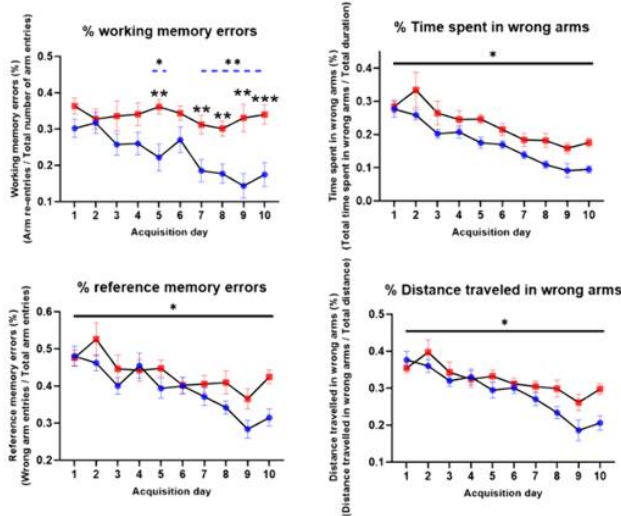 % working memory errors
Working memory errors (%)
(Arm re-entries / Total number of arm entries)
* **
** ** ** ** ***
0.5
0.4
0.3
0.2
0.1
0.0
1 2 3 4 5 6 7 8 9 10
Acquisition day
% Time spent in wrong arms
Time spent in wrong arms (%)
(Total time spent in wrong arms / Total duration)
*
0.4
0.3
0.2
0.1
0.0
1 2 3 4 5 6 7 8 9 10
Acquisition day
% reference memory errors
Reference memory errors (%)
(Wrong arm entries / Total arm entries)
*
0.6
0.5
0.4
0.3
0.2
1 2 3 4 5 6 7 8 9 10
Acquisition day
% Distance traveled in wrong arms
Distance travelled in wrong arms (%)
(Distance travelled in wrong arms / Total distance)
*
0.5
0.4
0.3
0.2
0.1
1 2 3 4 5 6 7 8 9 10
Acquisition day